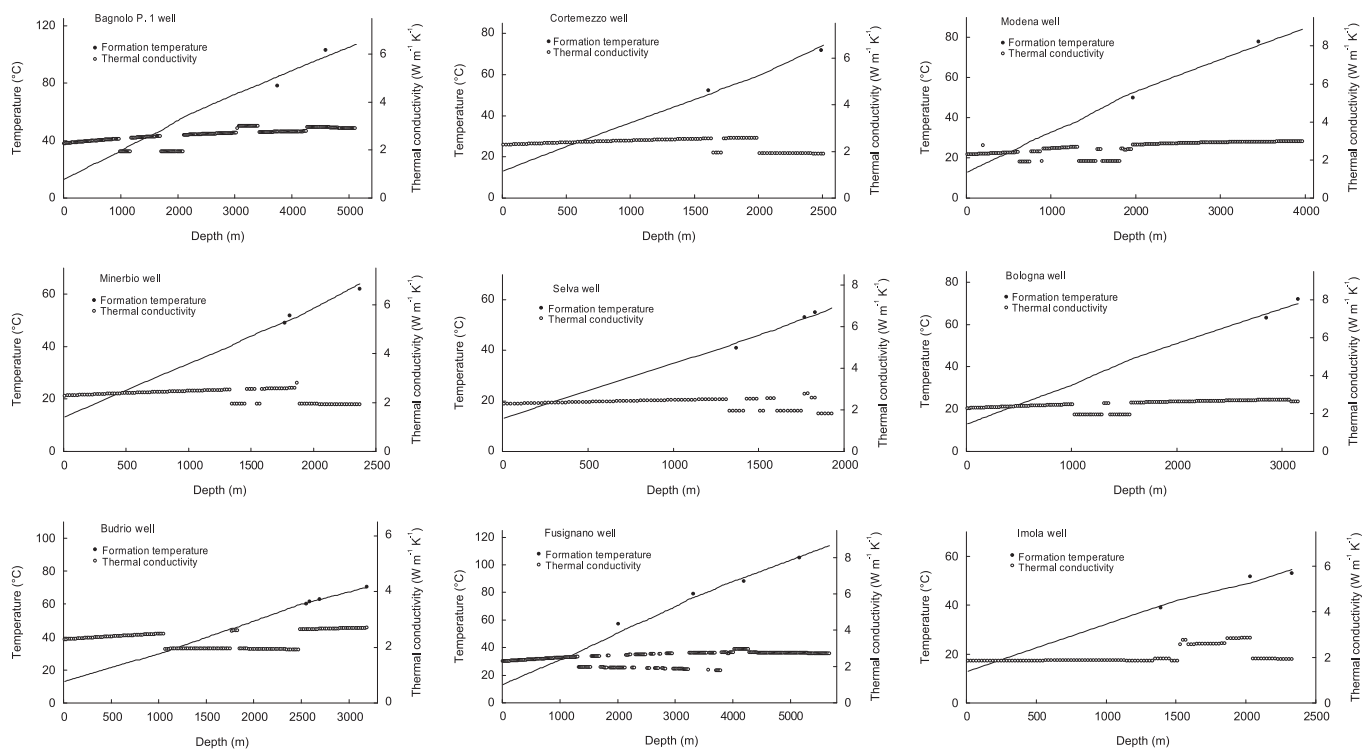 Bagnolo P. 1 well
Formation temperature
Thermal conductivity
Temperature (°C)
120
80
40
0
6
4
2
0
Thermal conductivity (W m⁻¹ K⁻¹)
0 1000 2000 3000 4000 5000
Depth (m)
Cortemezzo well
Formation temperature
Thermal conductivity
Temperature (°C)
80
60
40
20
0
6
4
2
0
Thermal conductivity (W m⁻¹ K⁻¹)
0 500 1000 1500 2000 2500
Depth (m)
Modena well
Formation temperature
Thermal conductivity
Temperature (°C)
80
60
40
20
0
8
6
4
2
0
Thermal conductivity (W m⁻¹ K⁻¹)
0 1000 2000 3000 4000
Depth (m)
Minerbio well
Formation temperature
Thermal conductivity
Temperature (°C)
60
40
20
0
6
4
2
0
Thermal conductivity (W m⁻¹ K⁻¹)
0 500 1000 1500 2000 2500
Depth (m)
Selva well
Formation temperature
Thermal conductivity
Temperature (°C)
60
40
20
0
8
6
4
2
0
Thermal conductivity (W m⁻¹ K⁻¹)
0 500 1000 1500 2000
Depth (m)
Bologna well
Formation temperature
Thermal conductivity
Temperature (°C)
80
60
40
20
0
8
6
4
2
0
Thermal conductivity (W m⁻¹ K⁻¹)
0 1000 2000 3000
Depth (m)
Budrio well
Formation temperature
Thermal conductivity
Temperature (°C)
100
80
60
40
20
0
6
4
2
0
Thermal conductivity (W m⁻¹ K⁻¹)
0 500 1000 1500 2000 2500 3000
Depth (m)
Fusignano well
Formation temperature
Thermal conductivity
Temperature (°C)
120
100
80
60
40
20
0
8
6
4
2
0
Thermal conductivity (W m⁻¹ K⁻¹)
0 1000 2000 3000 4000 5000
Depth (m)
Imola well
Formation temperature
Thermal conductivity
Temperature (°C)
60
40
20
0
6
4
2
0
Thermal conductivity (W m⁻¹ K⁻¹)
0 500 1000 1500 2000 2500
Depth (m)